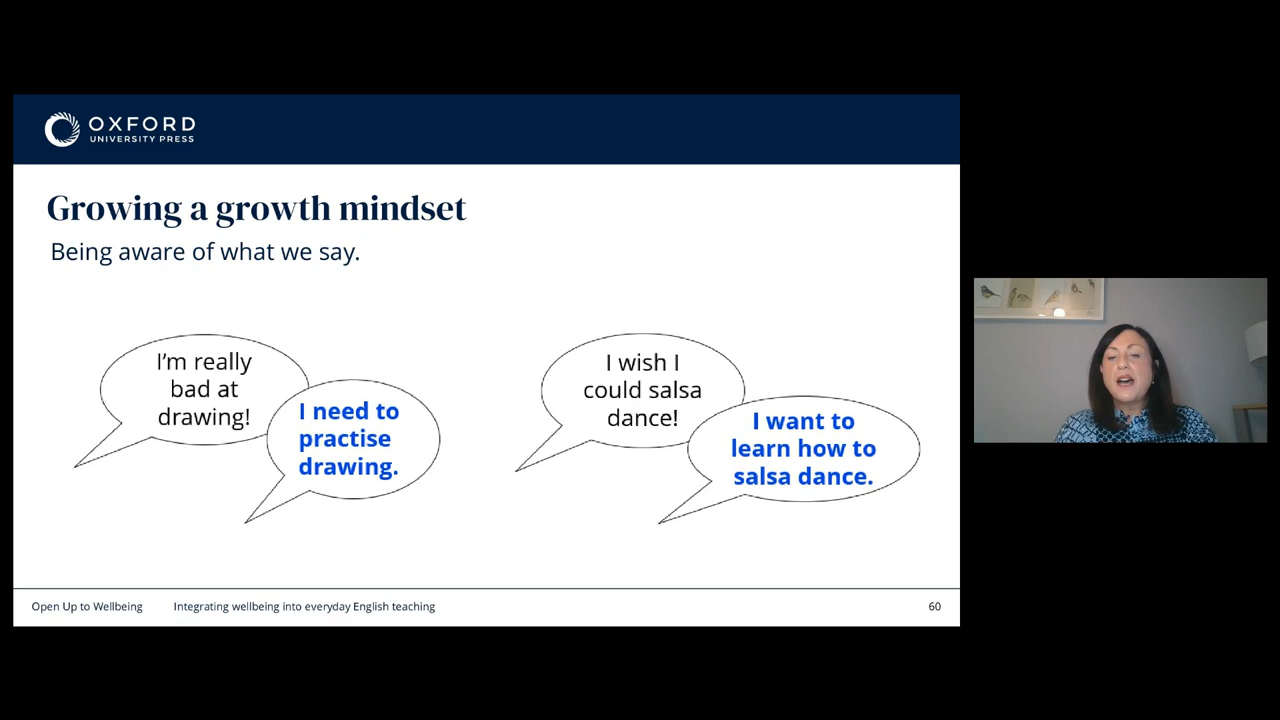 OXFORD
UNIVERSITY PRESS
Growing a growth mindset
Being aware of what we say.
I'm really
bad at
drawing!
I need to
practise
drawing.
I wish I
could salsa
dance!
I want to
learn how to
salsa dance.
Open Up to Wellbeing
Integrating wellbeing into everyday English teaching
60